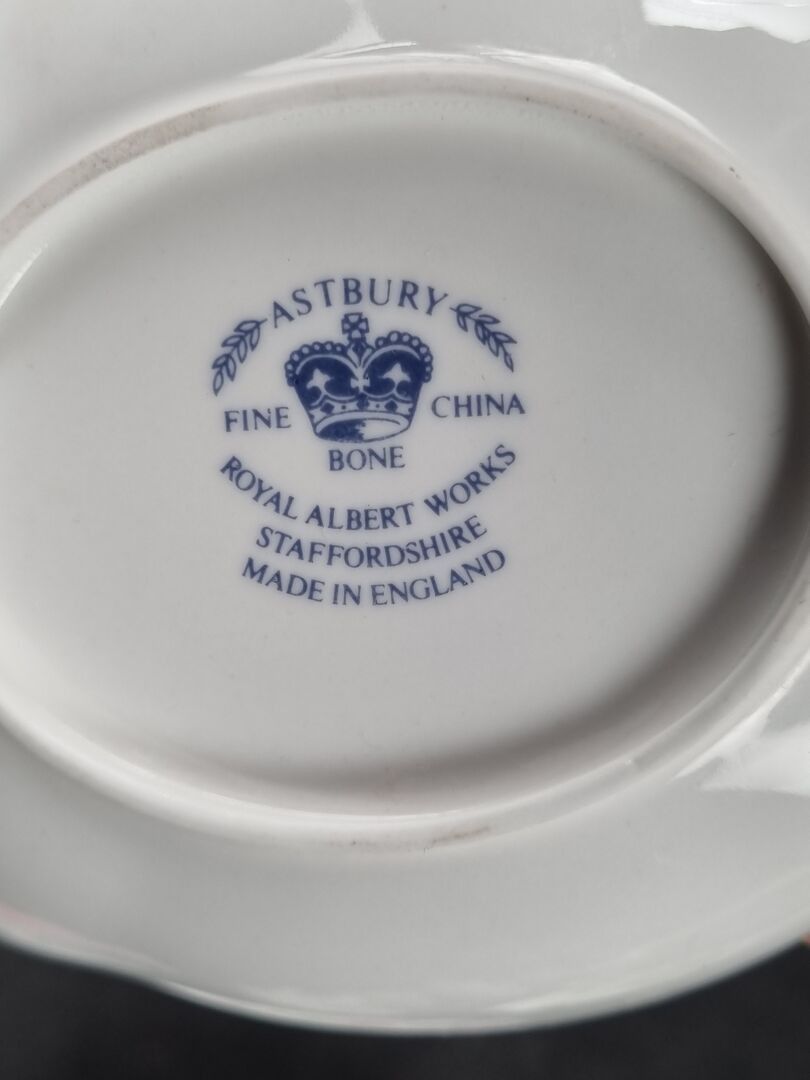 ASTBURY
FINE BONE CHINA
ROYAL ALBERT WORKS
STAFFORDSHIRE
MADE IN ENGLAND